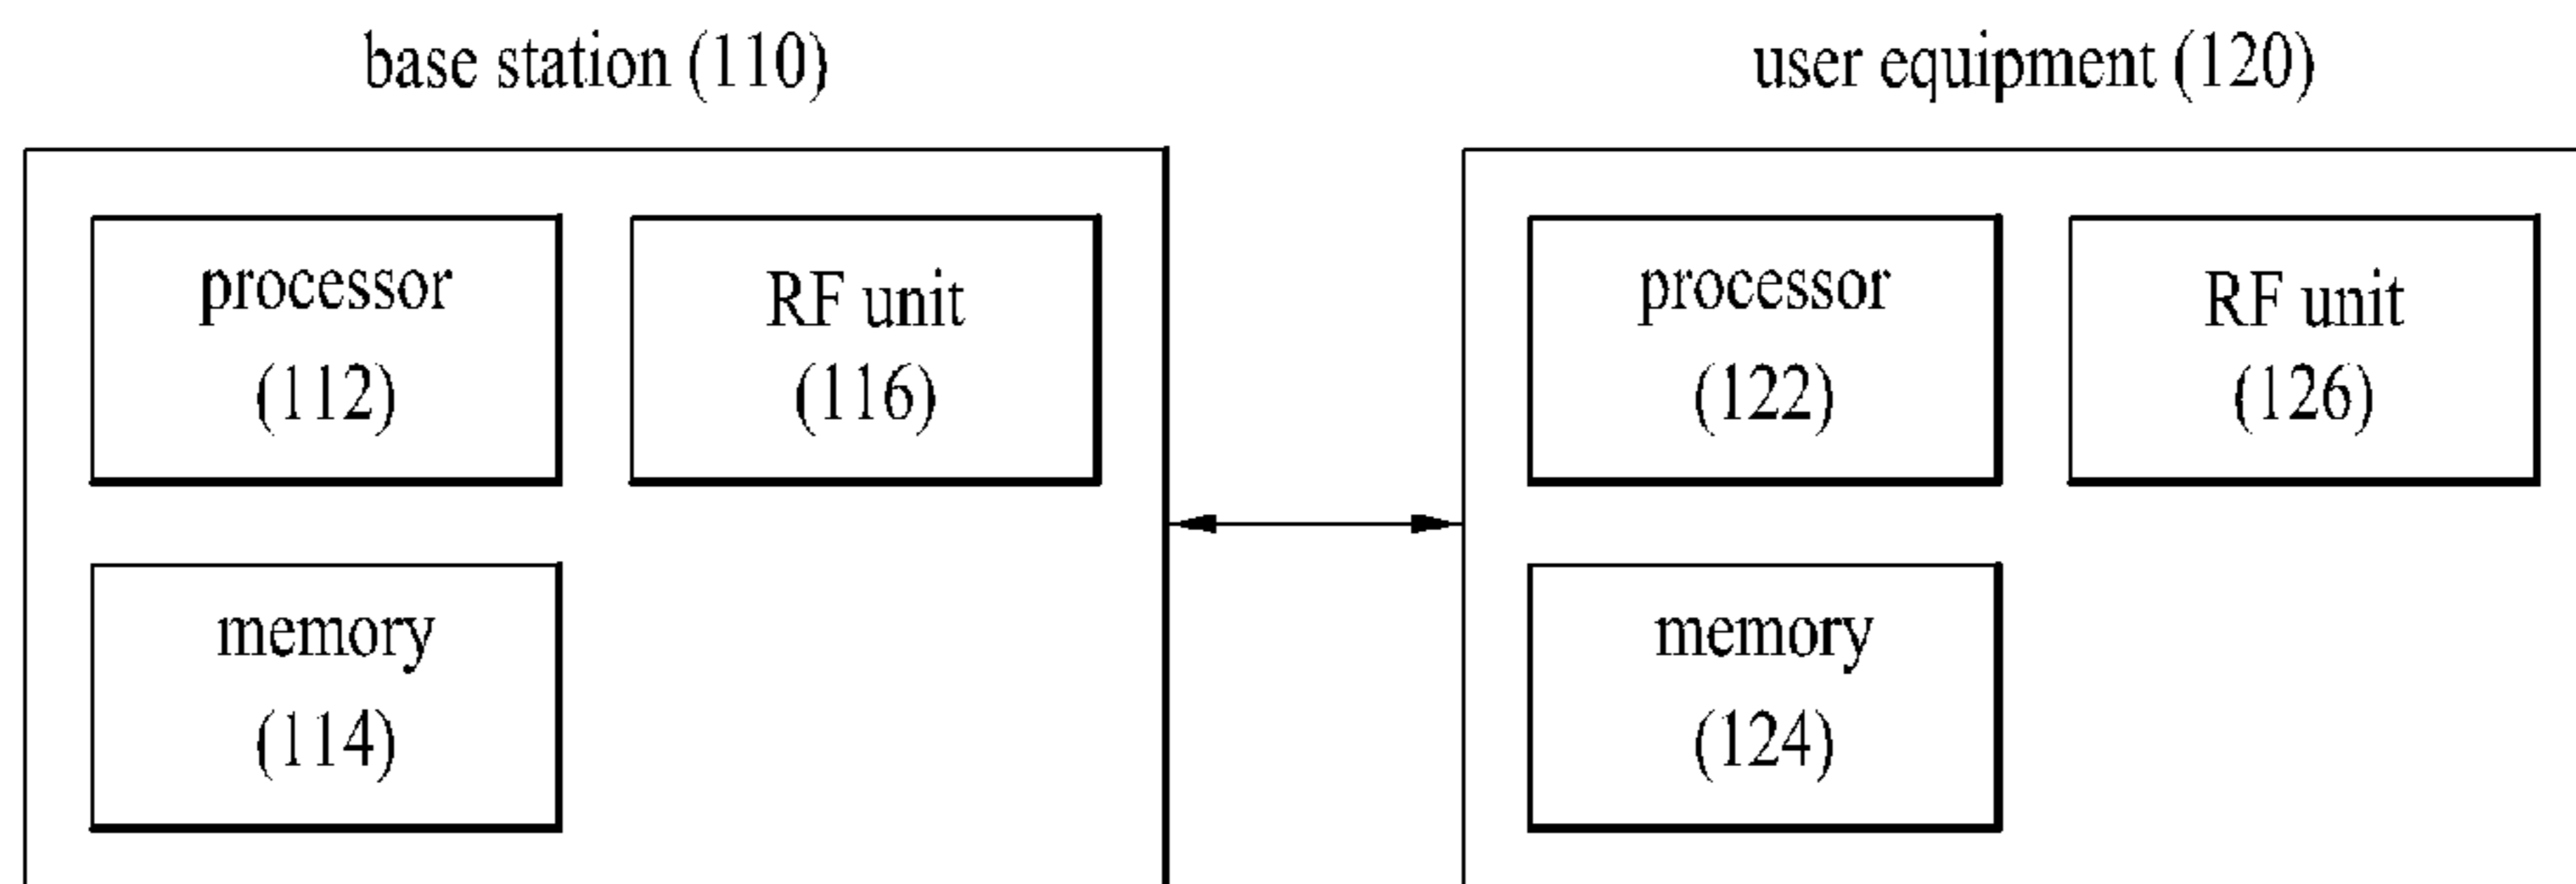 base station (110)
user equipment (120)
processor
(112)
RF unit
(116)
processor
(122)
RF unit
(126)
memory
(114)
memory
(124)